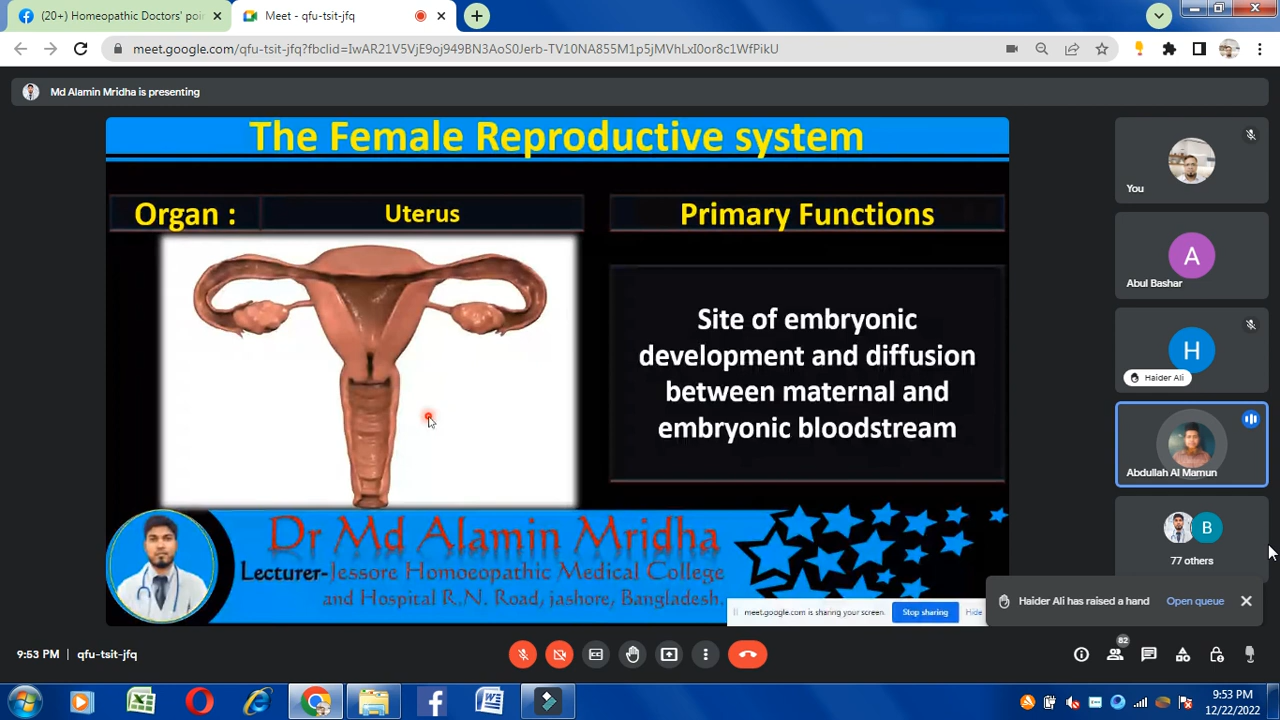 (20+) Homeopathic Doctors' poi
Meet - qfu-tsit-jfq
meet.google.com/qfu-tsit-jfq?fbclid=IwAR21V5VjE9oj949BN3AoS0Jerb-TV10NA855M1p5jMVhLxI0or8c1WfPikU
Md Alamin Mridha is presenting
The Female Reproductive system
Organ :
Uterus
Primary Functions
Site of embryonic
development and diffusion
between maternal and
embryonic bloodstream
Dr Md Alamin Mridha
Lecturer-Jessore Homoeopathic Medical College
and Hospital R.N. Road, jashore, Bangladesh.
You
A
Abul Bashar
H
Haider Ali
Abdullah Al Mamun
B
77 others
Haider Ali has raised a hand
Open queue
meet.google.com is sharing your screen.
Stop sharing
Hide
9:53 PM | qfu-tsit-jfq
82
9:53 PM
12/22/2022